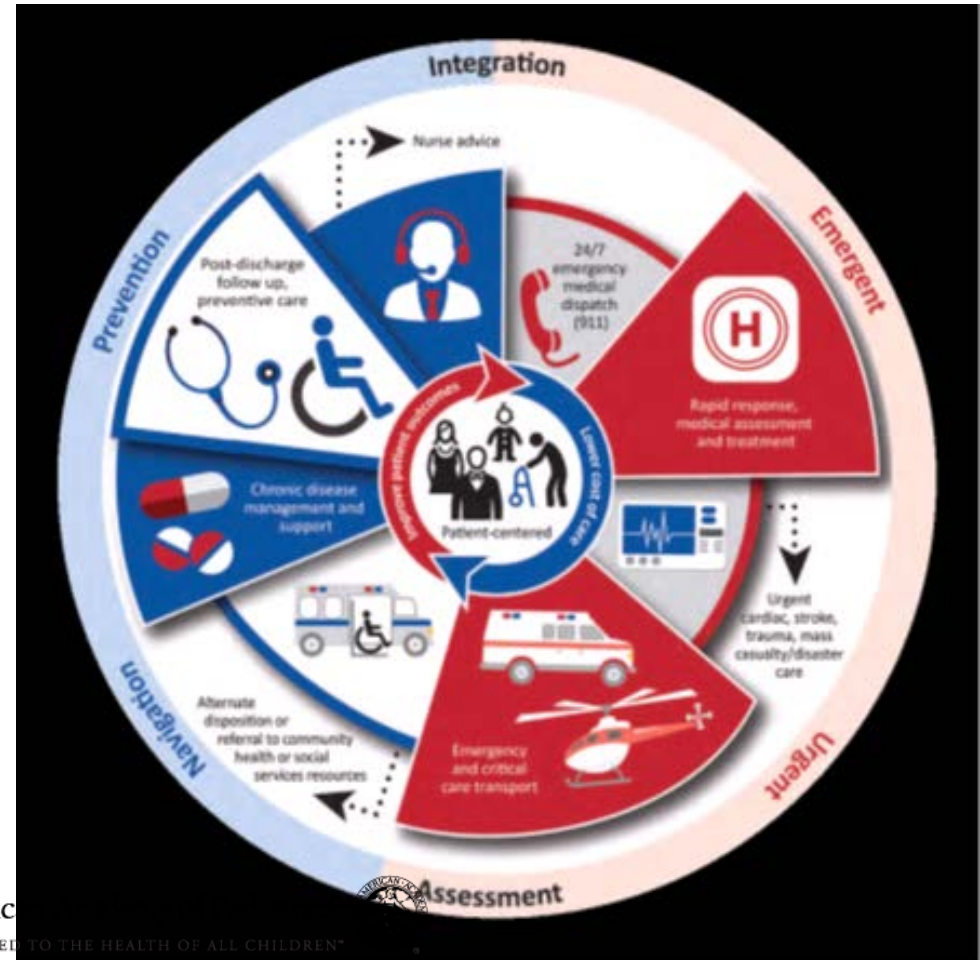 Integration
Nurse advice
24/7
emergency
medical
dispatch
(911)
Emergent
H
Rapid response,
medical assessment
and treatment
Prevention
Post-discharge
follow up,
preventive care
Improve patient outcomes
Lower cost of care
Patient-centered
Chronic disease
management and
support
Urgent
cardiac, stroke,
trauma, mass
casualty/disaster
care
Navigation
Alternate
disposition or
referral to community
health or social
services resources
Emergency
and critical
care transport
Urgent
Assessment
TO THE HEALTH OF ALL CHILDREN"